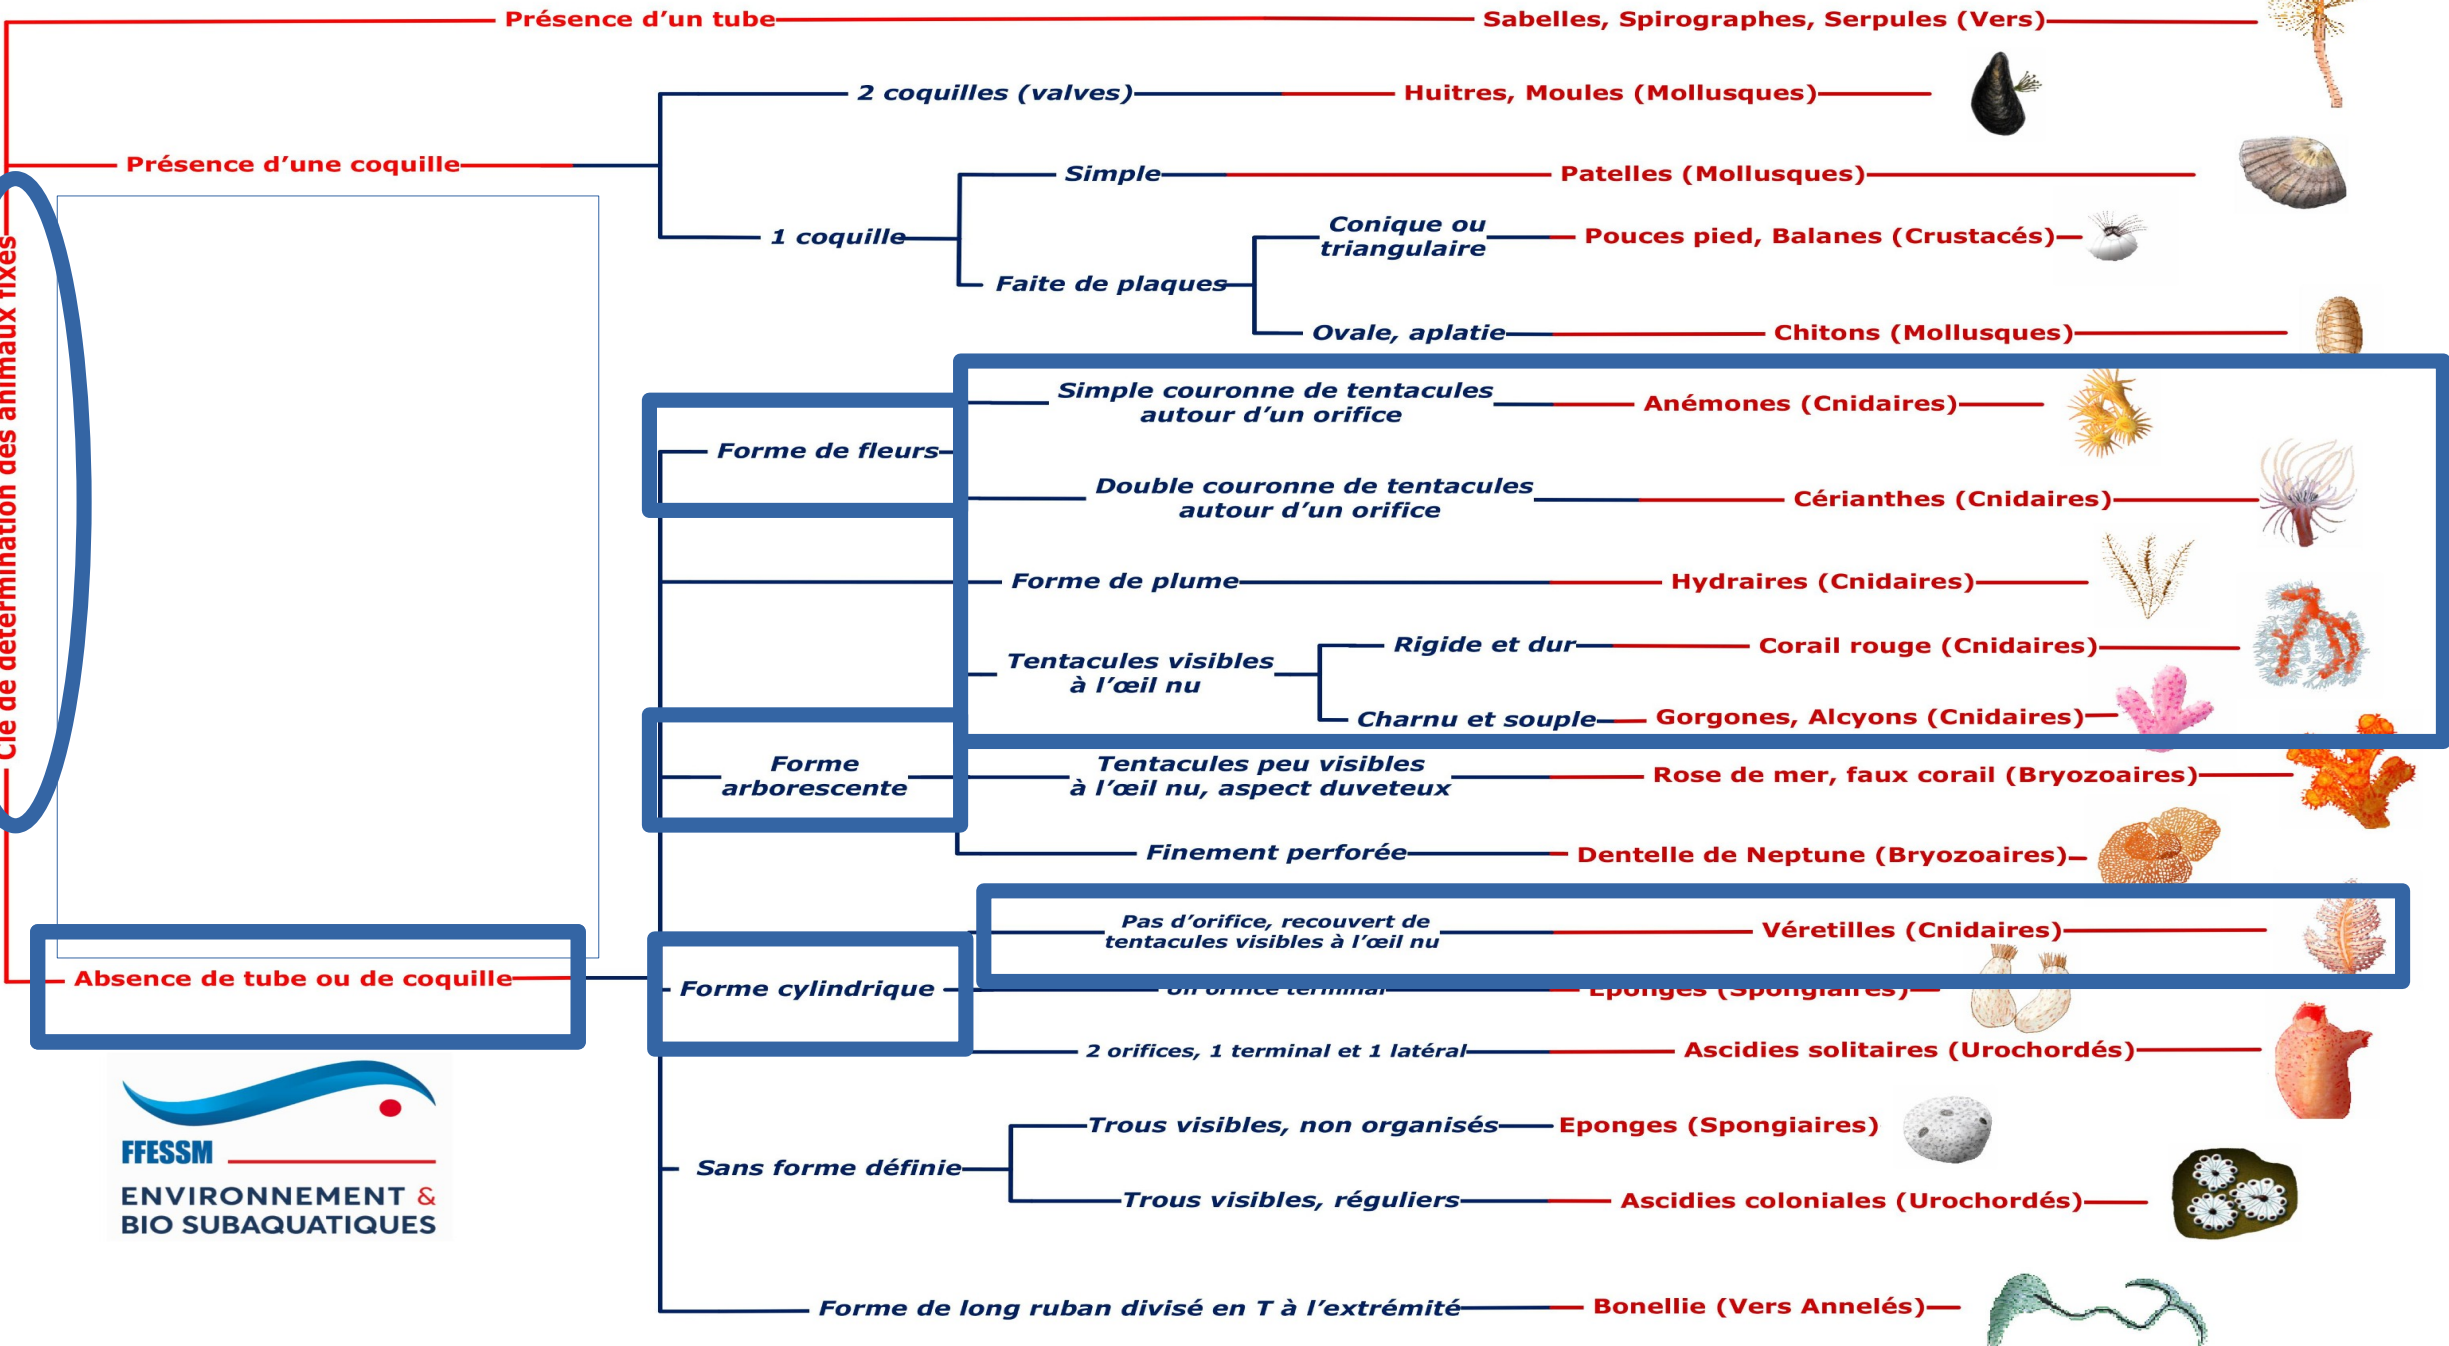 Présence d’un tube
Sabelles, Spirographes, Serpules (Vers)
2 coquilles (valves)
Huitres, Moules (Mollusques)
Présence d’une coquille
Simple
Patelles (Mollusques)
1 coquille
Conique ou
triangulaire
Pouces pied, Balanes (Crustacés)
Faite de plaques
Ovale, aplatie
Chitons (Mollusques)
Clé de détermination des animaux fixés
Simple couronne de tentacules
autour d’un orifice
Anémones (Cnidaires)
Forme de fleurs
Double couronne de tentacules
autour d’un orifice
Cérianthes (Cnidaires)
Forme de plume
Hydraires (Cnidaires)
Tentacules visibles
à l’œil nu
Rigide et dur
Corail rouge (Cnidaires)
Charnu et souple
Gorgones, Alcyons (Cnidaires)
Forme
arborescente
Tentacules peu visibles
à l’œil nu, aspect duveteux
Rose de mer, faux corail (Bryozoaires)
Finement perforée
Dentelle de Neptune (Bryozoaires)
Pas d’orifice, recouvert de
tentacules visibles à l’œil nu
Véretilles (Cnidaires)
Absence de tube ou de coquille
Forme cylindrique
Un orifice terminal
Eponges (Spongiaires)
2 orifices, 1 terminal et 1 latéral
Ascidies solitaires (Urochordés)
Trous visibles, non organisés
Eponges (Spongiaires)
Sans forme définie
Trous visibles, réguliers
Ascidies coloniales (Urochordés)
Forme de long ruban divisé en T à l’extrémité
Bonellie (Vers Annelés)
FFESSM
ENVIRONNEMENT &
BIO SUBAQUATIQUES